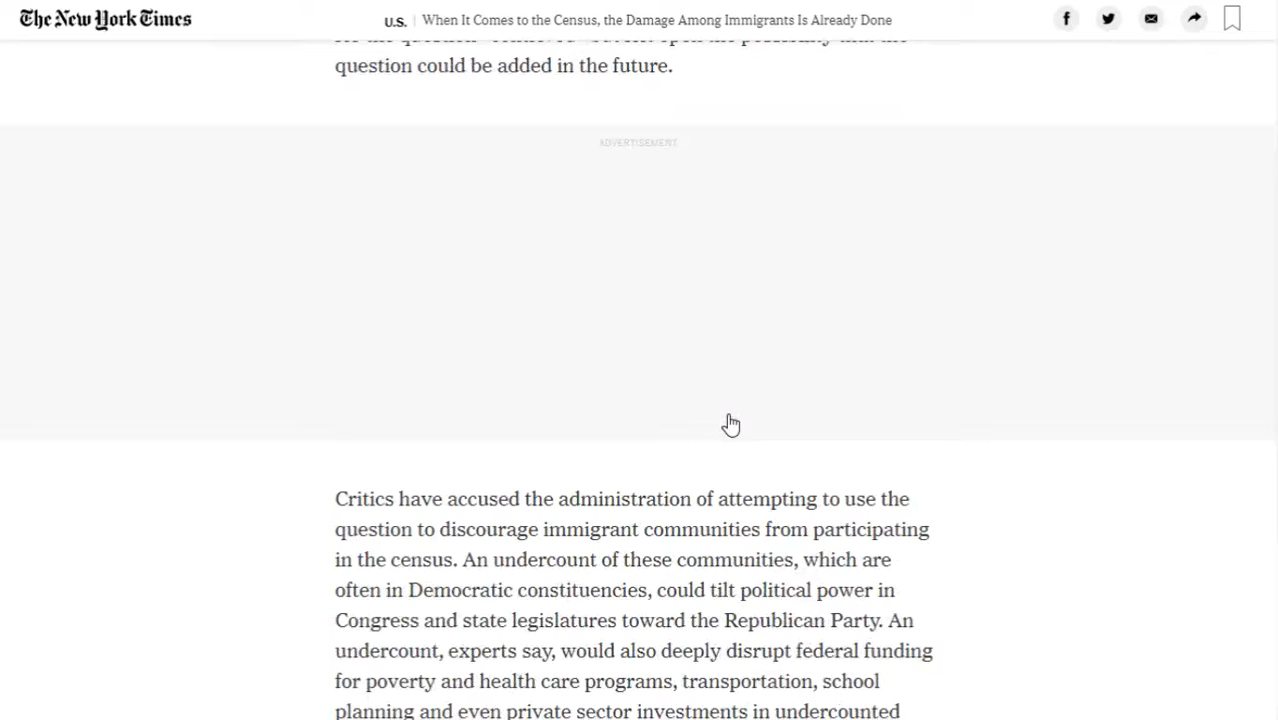 The New York Times
U.S. | When It Comes to the Census, the Damage Among Immigrants Is Already Done
question could be added in the future.
ADVERTISEMENT
Critics have accused the administration of attempting to use the
question to discourage immigrant communities from participating
in the census. An undercount of these communities, which are
often in Democratic constituencies, could tilt political power in
Congress and state legislatures toward the Republican Party. An
undercount, experts say, would also deeply disrupt federal funding
for poverty and health care programs, transportation, school
planning and even private sector investments in undercounted